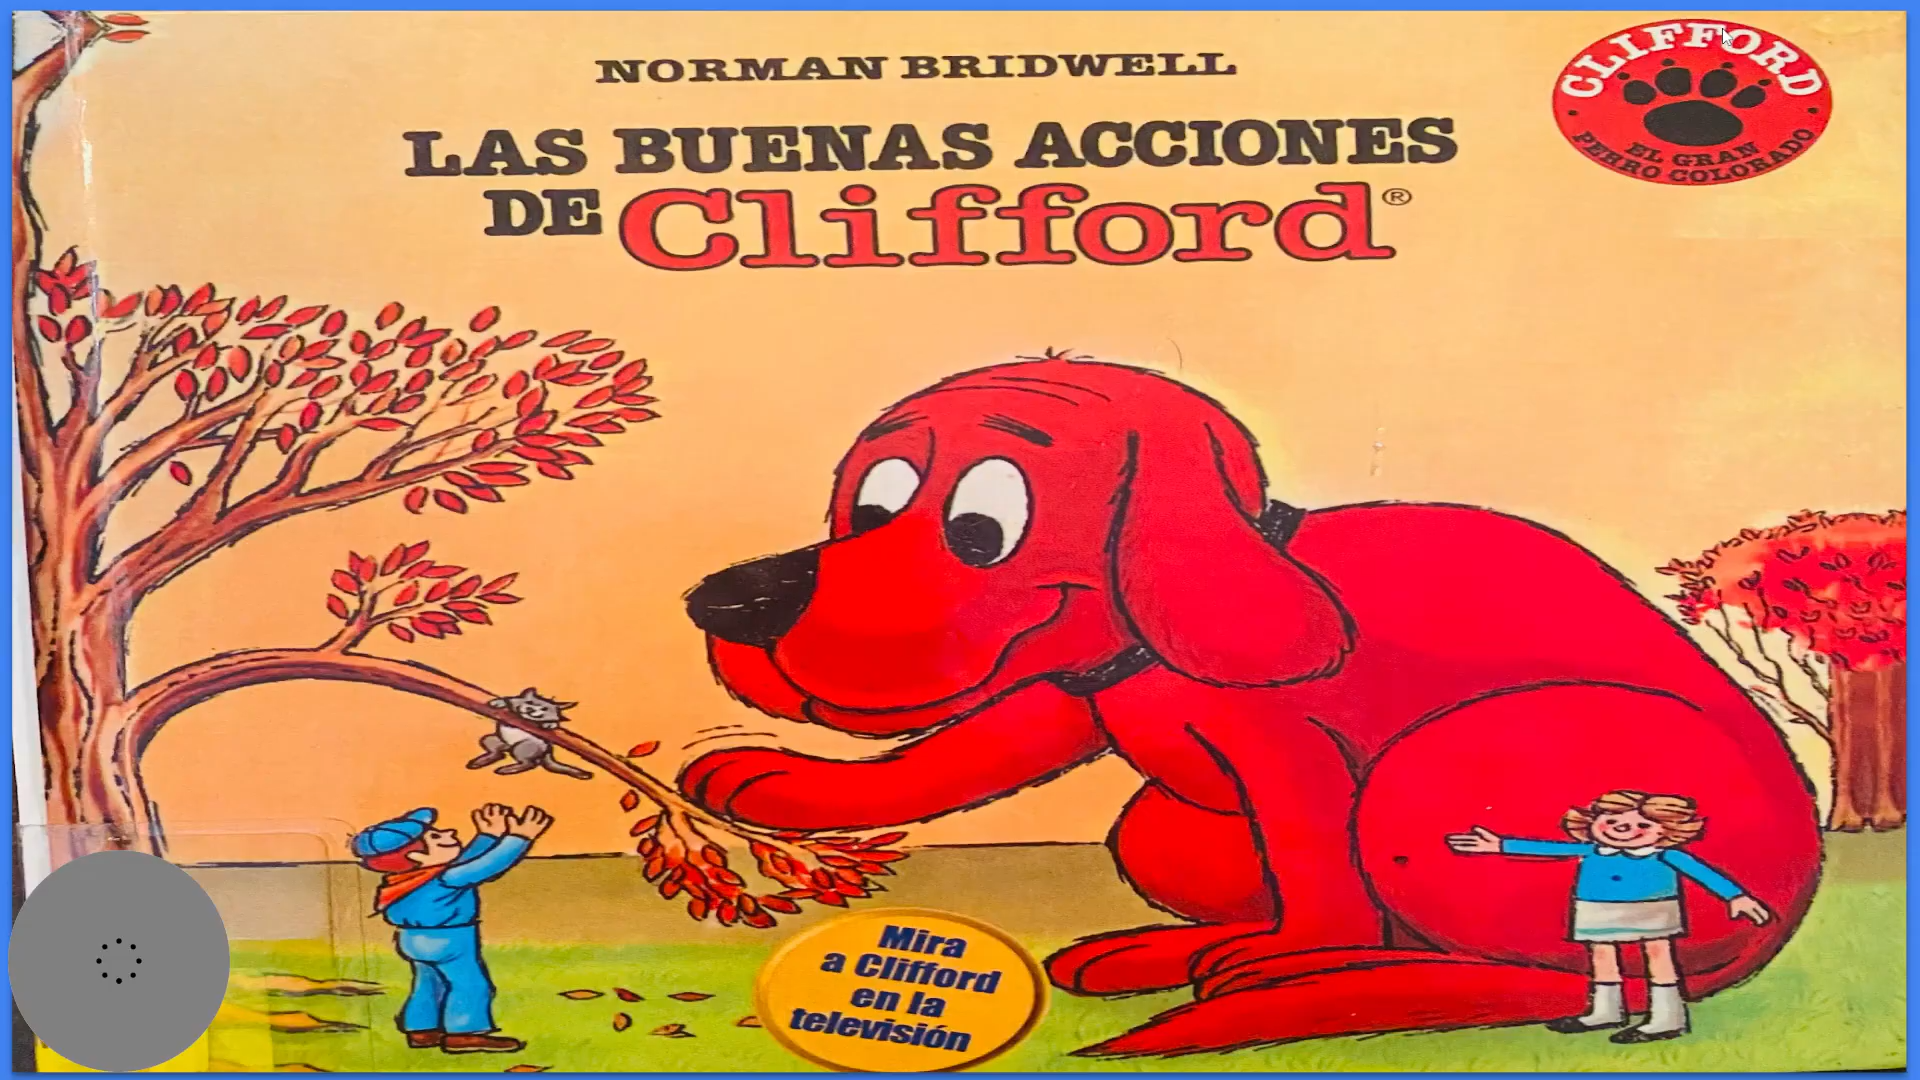 NORMAN BRIDWELL
LAS BUENAS ACCIONES
DE Clifford®
CLIFFORD
EL GRAN
PERRO COLORADO
Mira
a Clifford
en la
televisión